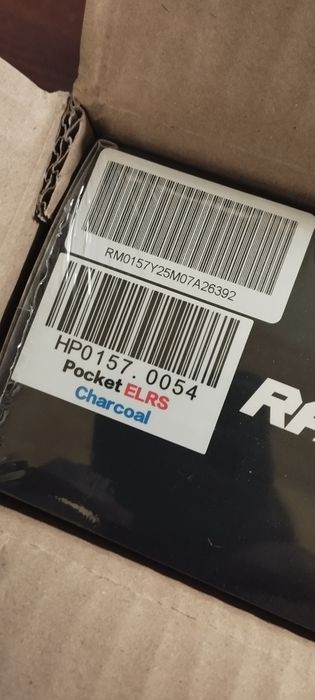 RM0157Y25M07A26392
HP0157.0054
Pocket ELRS
Charcoal